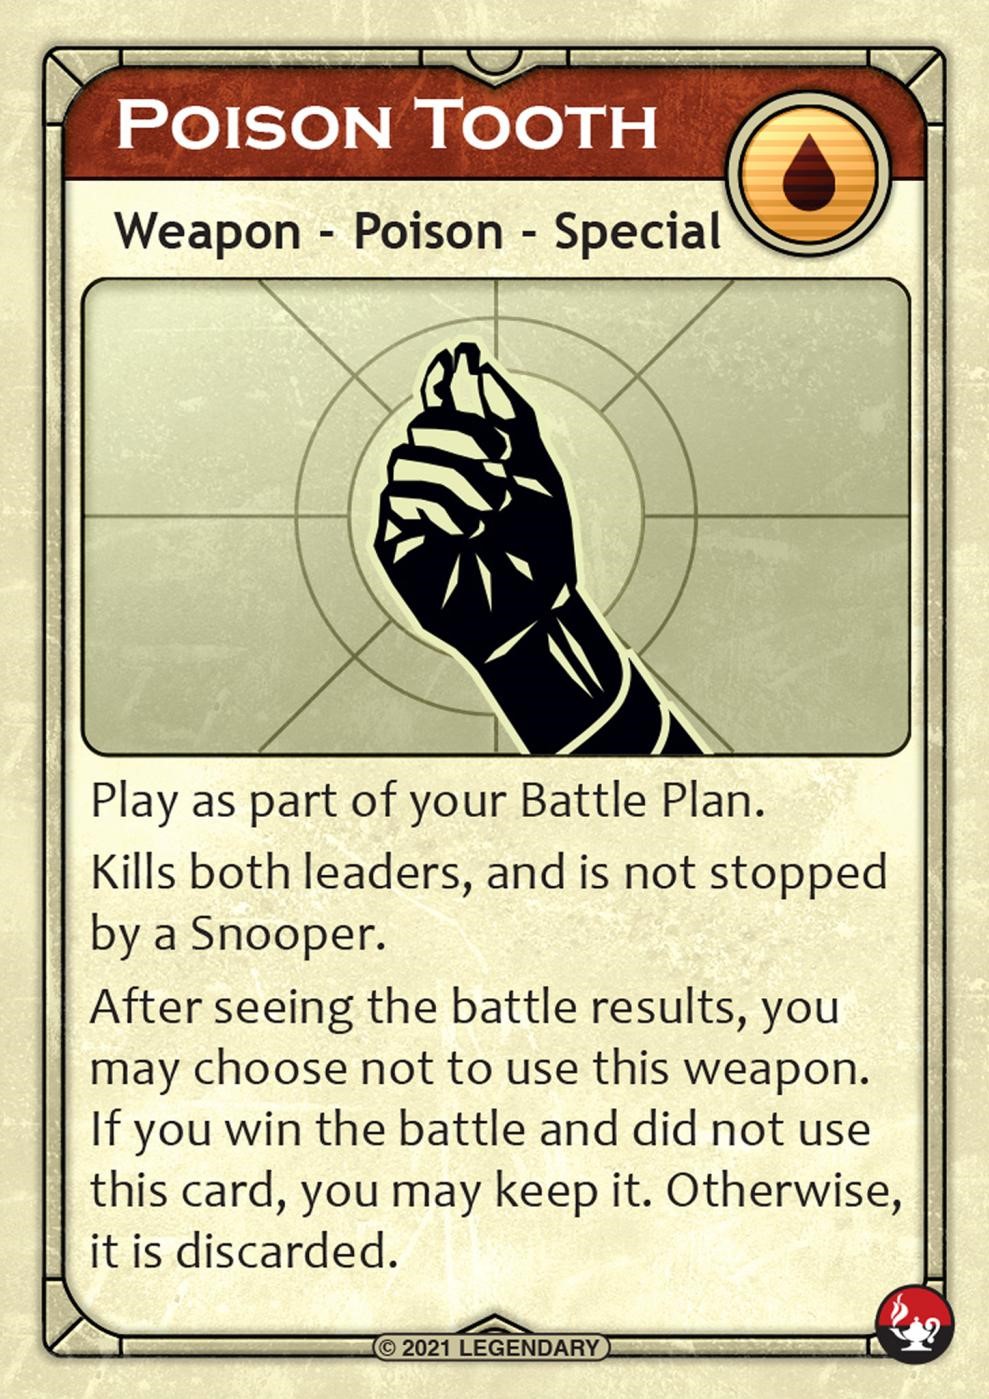 Poison Tooth
Weapon - Poison - Special
Play as part of your Battle Plan.
Kills both leaders, and is not stopped
by a Snooper.
After seeing the battle results, you
may choose not to use this weapon.
If you win the battle and did not use
this card, you may keep it. Otherwise,
it is discarded.
© 2021 LEGENDARY